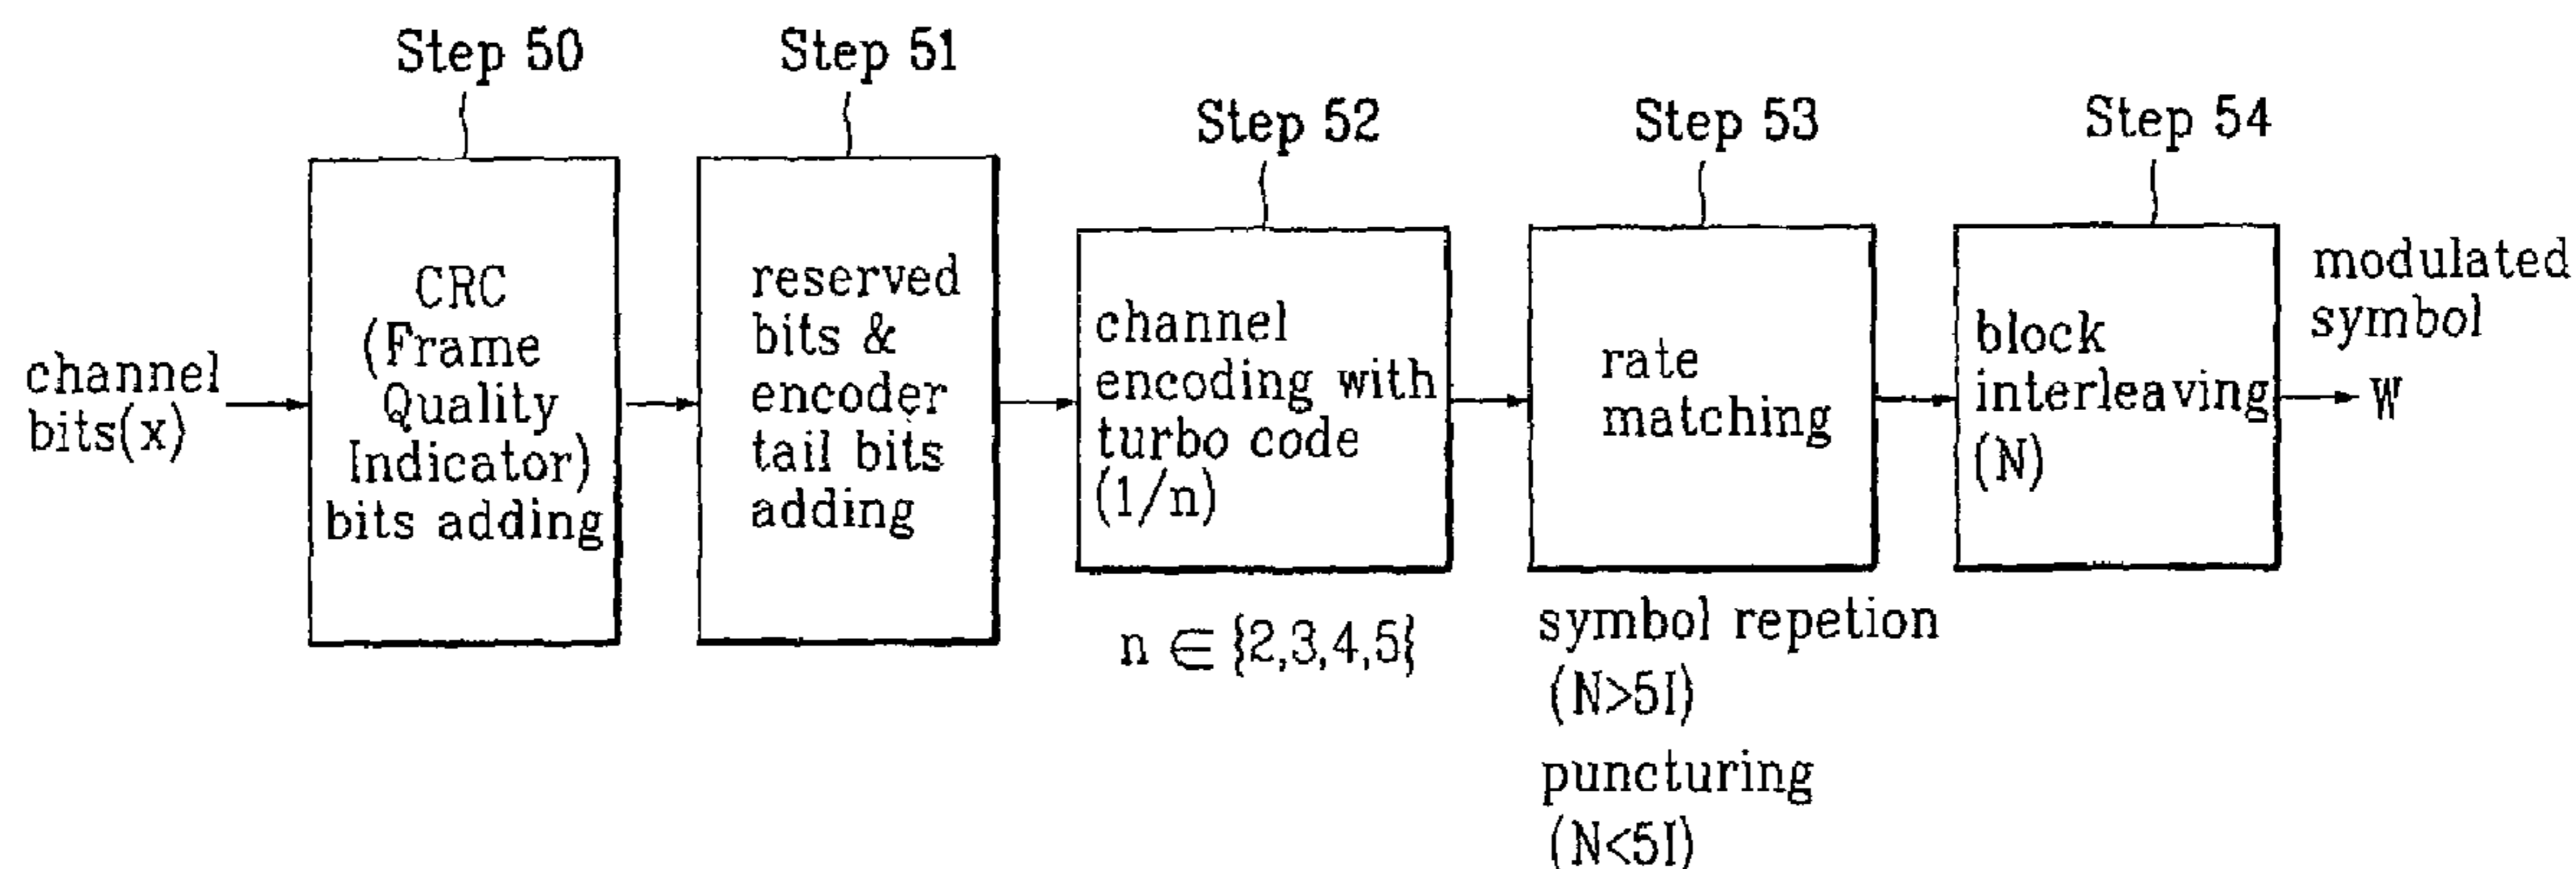 Step 50
Step 51
Step 52
Step 53
Step 54
channel
bits(x)
CRC
(Frame
Quality
Indicator)
bits adding
reserved
bits &
encoder
tail bits
adding
channel
encoding with
turbo code
(1/n)
n ∈ {2,3,4,5}
rate
matching
symbol repetion
(N>5I)
puncturing
(N<5I)
block
interleaving
(N)
modulated
symbol
W